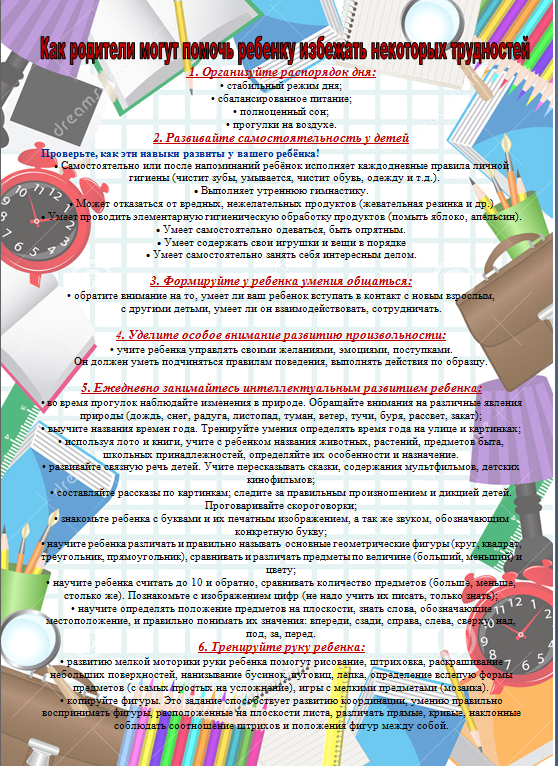 Как родители могут помочь ребенку избежать некоторых трудностей
1. Организуйте распорядок дня:
• стабильный режим дня;
• сбалансированное питание;
• полноценный сон;
• прогулки на воздухе.
2. Развивайте самостоятельность у детей
Проверьте, как эти навыки развиты у вашего ребёнка!
• Самостоятельно или после напоминаний ребёнок исполняет каждодневные правила личной
гигиены (чистит зубы, умывается, чистит обувь, одежду и т.д.).
• Выполняет утреннюю гимнастику.
• Может отказаться от вредных, нежелательных продуктов (жевательная резинка и др.)
• Умеет проводить элементарную гигиеническую обработку продуктов (помыть яблоко, апельсин).
• Умеет самостоятельно одеваться, быть опрятным.
• Умеет содержать свои игрушки и вещи в порядке
• Умеет самостоятельно занять себя интересным делом.
3. Формируйте у ребенка умения общаться:
• обратите внимание на то, умеет ли ваш ребенок вступать в контакт с новым взрослым,
с другими детьми, умеет ли он взаимодействовать, сотрудничать.
4. Уделите особое внимание развитию произвольности:
• учите ребенка управлять своими желаниями, эмоциями, поступками.
Он должен уметь подчиняться правилам поведения, выполнять действия по образцу.
5. Ежедневно занимайтесь интеллектуальным развитием ребенка:
• во время прогулок наблюдайте изменения в природе. Обращайте внимания на различные явления
природы (дождь, снег, радуга, листопад, туман, ветер, тучи, буря, рассвет, закат);
• выучите названия времен года. Тренируйте умения определять время года на улице и картинках;
• используя лото и книги, учите с ребенком названия животных, растений, предметов быта,
школьных принадлежностей, определяйте их особенности и назначение.
• развивайте связную речь детей. Учите пересказывать сказки, содержания мультфильмов, детских
кинофильмов;
• составляйте рассказы по картинкам; следите за правильным произношением и дикцией детей.
Проговаривайте скороговорки;
• знакомьте ребенка с буквами и их печатным изображением, а так же звуком, обозначающим
конкретную букву;
• научите ребенка различать и правильно называть основные геометрические фигуры (круг, квадрат,
треугольник, прямоугольник), сравнивать и различать предметы по величине (больший, меньший) и
цвету;
• научите ребенка считать до 10 и обратно, сравнивать количество предметов (больше, меньше,
столько же). Познакомьте с изображением цифр (не надо учить их писать, только знать);
• научите определять положение предметов на плоскости, знать слова, обозначающие
местоположение, и правильно понимать их значения: впереди, сзади, справа, слева, сверху, над,
под, за, перед.
6. Тренируйте руку ребенка:
• развитию мелкой моторики руки ребенка помогут рисование, штриховка, раскрашивание
небольших поверхностей, нанизывание бусинок, пуговиц, лепка, определение вслепую формы
предметов (с самых простых на усложнение), игры с мелкими предметами (мозаика).
• копируйте фигуры. Это задание способствует развитию координации, умению правильно
воспринимать фигуры, расположенные на плоскости листа, различать прямые, кривые, наклонные
соблюдать соотношение штрихов и положения фигур между собой.